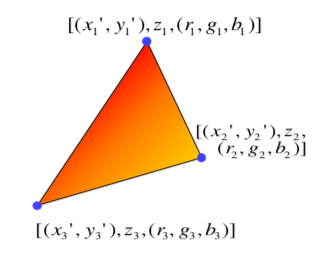 [(x₁', y₁'), z₁, (r₁, g₁, b₁)]
[(x₂', y₂'), z₂,
(r₂, g₂, b₂)]
[(x₃', y₃'), z₃, (r₃, g₃, b₃)]